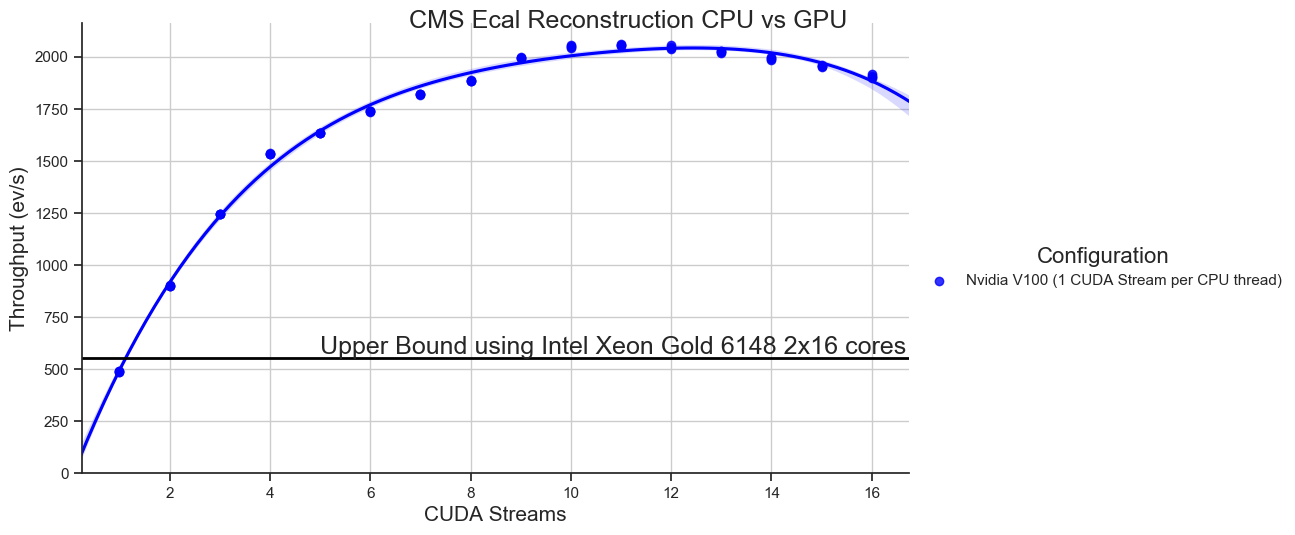 CMS Ecal Reconstruction CPU vs GPU
Throughput (ev/s)
2000
1750
1500
1250
1000
750
500
250
0
Upper Bound using Intel Xeon Gold 6148 2x16 cores
2 4 6 8 10 12 14 16
CUDA Streams
Configuration
Nvidia V100 (1 CUDA Stream per CPU thread)